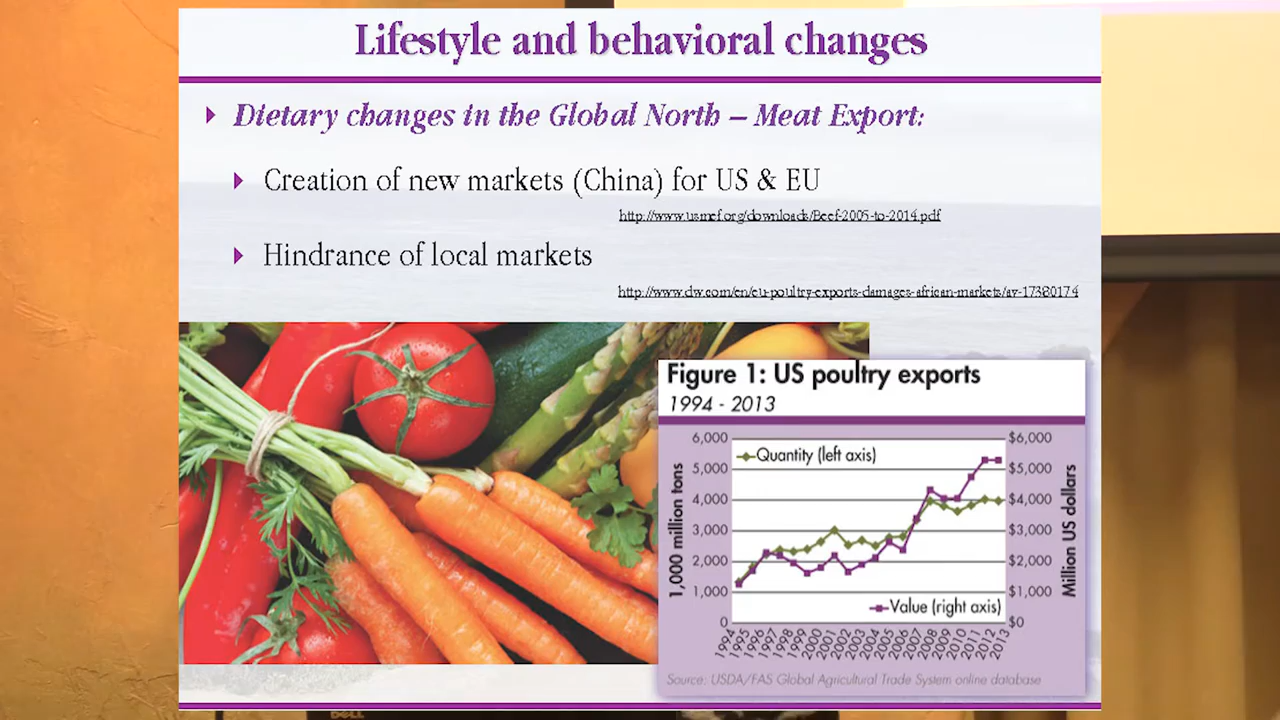 Lifestyle and behavioral changes
Dietary changes in the Global North – Meat Export:
Creation of new markets (China) for US & EU
http://www.usmef.org/downloads/Beef-2005-to-2014.pdf
Hindrance of local markets
http://www.dw.com/en/eu-poultry-exports-damages-african-markets/av-17380174
Figure 1: US poultry exports
1994 - 2013
1,000 million tons
6,000
5,000
4,000
3,000
2,000
1,000
0
Quantity (left axis)
Value (right axis)
$6,000
$5,000
$4,000
$3,000
$2,000
$1,000
$0
Million US dollars
1994
1995
1996
1997
1998
1999
2000
2001
2002
2003
2004
2005
2006
2007
2008
2009
2010
2011
2012
2013
Source: USDA/FAS Global Agricultural Trade System online database
DELL